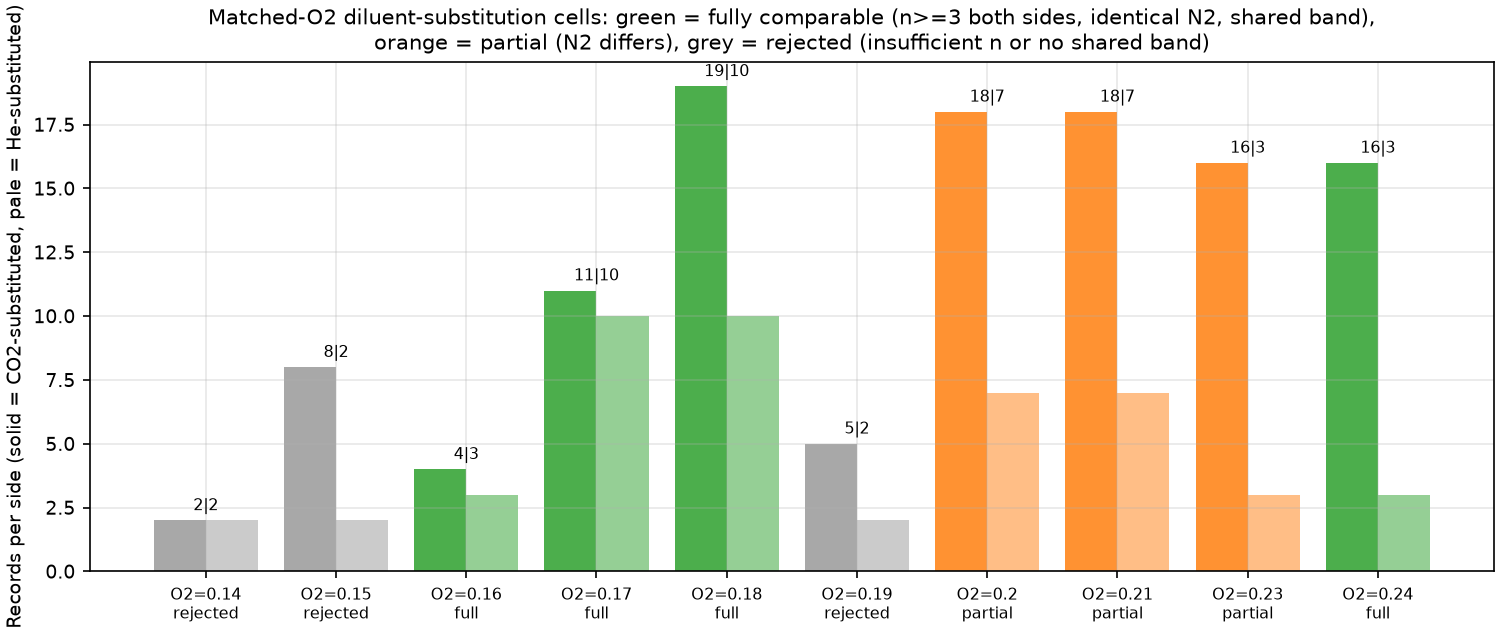 Matched-O2 diluent-substitution cells: green = fully comparable (n>=3 both sides, identical N2, shared band),
orange = partial (N2 differs), grey = rejected (insufficient n or no shared band)
Records per side (solid = CO2-substituted, pale = He-substituted)
17.5
15.0
12.5
10.0
7.5
5.0
2.5
0.0
2|2
8|2
4|3
11|10
19|10
5|2
18|7
18|7
16|3
16|3
O2=0.14
rejected
O2=0.15
rejected
O2=0.16
full
O2=0.17
full
O2=0.18
full
O2=0.19
rejected
O2=0.2
partial
O2=0.21
partial
O2=0.23
partial
O2=0.24
full